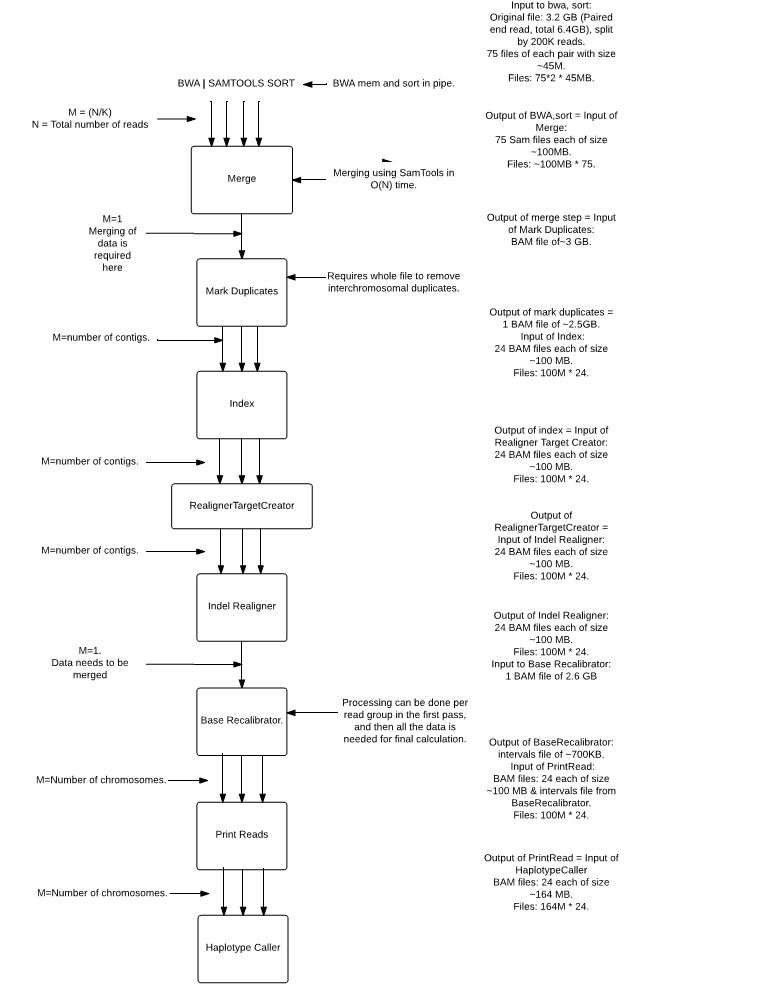 Input to bwa, sort:
Original file: 3.2 GB (Paired
end read, total 6.4GB), split
by 200K reads.
75 files of each pair with size
~45M.
Files: 75*2 * 45MB.
BWA | SAMTOOLS SORT
BWA mem and sort in pipe.
M = (N/K)
N = Total number of reads
Output of BWA,sort = Input of
Merge:
75 Sam files each of size
~100MB.
Files: ~100MB * 75.
Merge
Merging using SamTools in
O(N) time.
M=1
Merging of
data is
required
here
Output of merge step = Input
of Mark Duplicates:
BAM file of~3 GB.
Mark Duplicates
Requires whole file to remove
interchromosomal duplicates.
M=number of contigs.
Output of mark duplicates =
1 BAM file of ~2.5GB.
Input of Index:
24 BAM files each of size
~100 MB.
Files: 100M * 24.
Index
M=number of contigs.
Output of index = Input of
Realigner Target Creator:
24 BAM files each of size
~100 MB.
Files: 100M * 24.
RealignerTargetCreator
M=number of contigs.
Output of
RealignerTargetCreator =
Input of Indel Realigner:
24 BAM files each of size
~100 MB.
Files: 100M * 24.
Indel Realigner
M=1.
Data needs to be
merged
Output of Indel Realigner:
24 BAM files each of size
~100 MB.
Files: 100M * 24.
Input to Base Recalibrator:
1 BAM file of 2.6 GB
Base Recalibrator.
Processing can be done per
read group in the first pass,
and then all the data is
needed for final calculation.
M=Number of chromosomes.
Output of BaseRecalibrator:
intervals file of ~700KB.
Input of PrintRead:
BAM files: 24 each of size
~100 MB & intervals file from
BaseRecalibrator.
Files: 100M * 24.
Print Reads
M=Number of chromosomes.
Output of PrintRead = Input of
HaplotypeCaller
BAM files: 24 each of size
~164 MB.
Files: 164M * 24.
Haplotype Caller